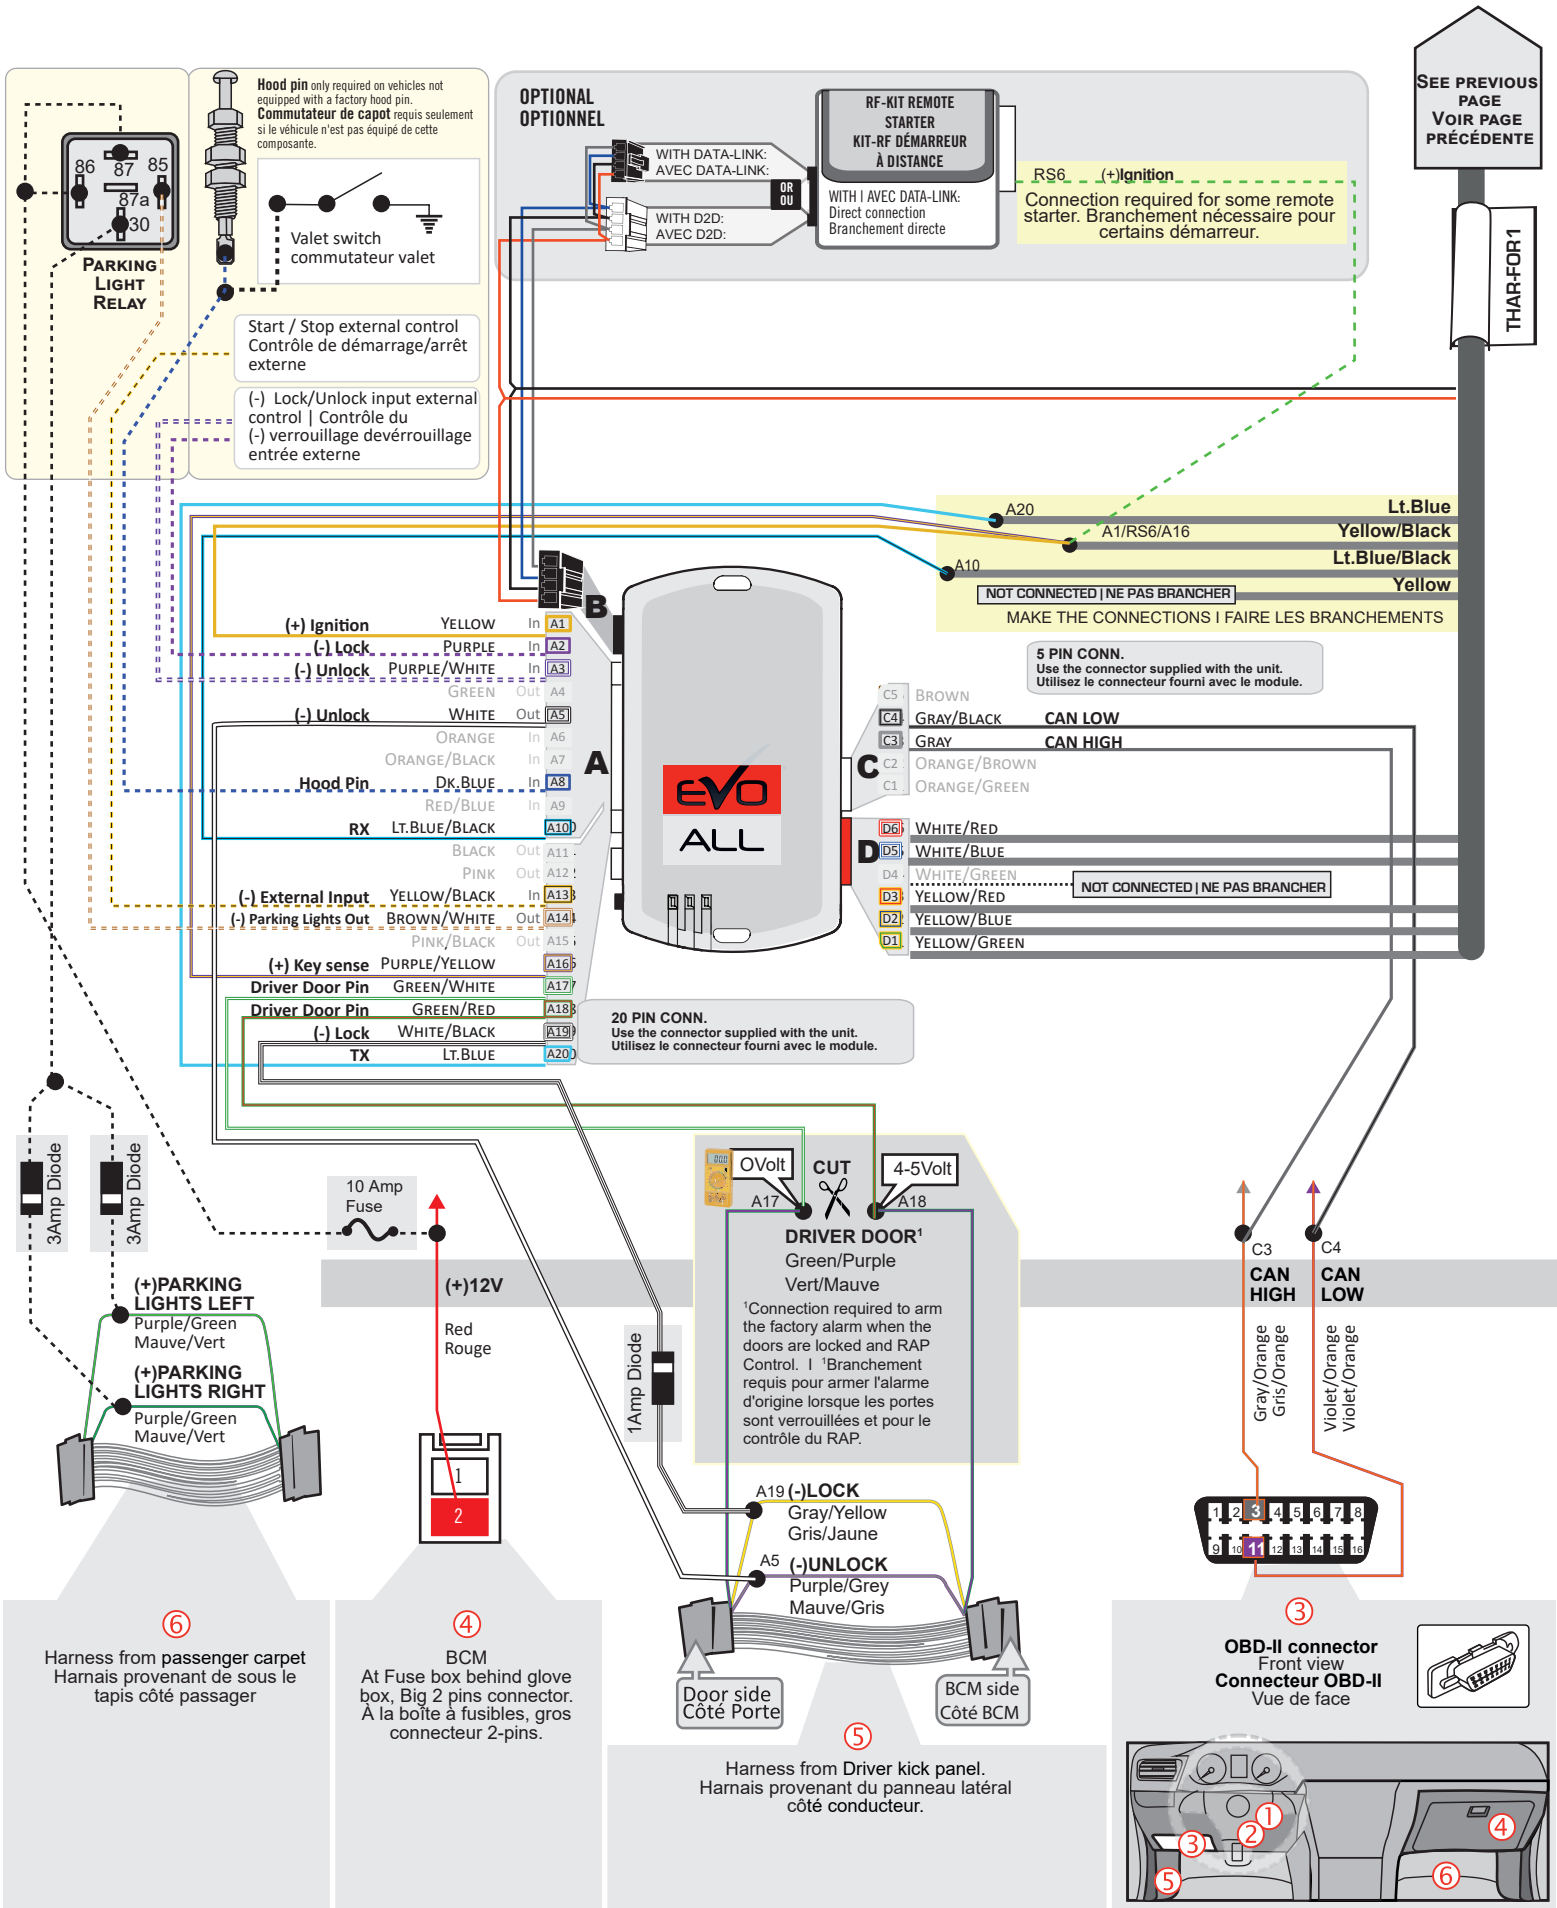 Hood pin only required on vehicles not
equipped with a factory hood pin.
Commutateur de capot requis seulement
si le véhicule n'est pas équipé de cette
composante.
86
87
85
87a
30
PARKING
LIGHT
RELAY
Valet switch
commutateur valet
Start / Stop external control
Contrôle de démarrage/arrêt
externe
(-) Lock/Unlock input external
control | Contrôle du
(-) verrouillage devérrouillage
entrée externe
OPTIONAL
OPTIONNEL
WITH DATA-LINK:
AVEC DATA-LINK:
OR
OU
WITH D2D:
AVEC D2D:
RF-KIT REMOTE
STARTER
KIT-RF DÉMARREUR
À DISTANCE
WITH I AVEC DATA-LINK:
Direct connection
Branchement directe
RS6 (+)Ignition
Connection required for some remote
starter. Branchement nécessaire pour
certains démarreur.
SEE PREVIOUS
PAGE
VOIR PAGE
PRÉCÉDENTE
THAR-FOR1
A20 Lt.Blue
A1/RS6/A16 Yellow/Black
A10 Lt.Blue/Black
NOT CONNECTED | NE PAS BRANCHER Yellow
MAKE THE CONNECTIONS I FAIRE LES BRANCHEMENTS
5 PIN CONN.
Use the connector supplied with the unit.
Utilisez le connecteur fourni avec le module.
B
A
(+) Ignition YELLOW In A1
(-) Lock PURPLE In A2
(-) Unlock PURPLE/WHITE In A3
GREEN Out A4
(-) Unlock WHITE Out A5
ORANGE In A6
ORANGE/BLACK In A7
Hood Pin DK.BLUE In A8
RED/BLUE In A9
RX LT.BLUE/BLACK A10
BLACK Out A11
PINK Out A12
(-) External Input YELLOW/BLACK In A13
(-) Parking Lights Out BROWN/WHITE Out A14
PINK/BLACK Out A15
(+) Key sense PURPLE/YELLOW A16
Driver Door Pin GREEN/WHITE A17
Driver Door Pin GREEN/RED A18
(-) Lock WHITE/BLACK A19
TX LT.BLUE A20
EVO
ALL
C
C5 BROWN
C4 GRAY/BLACK CAN LOW
C3 GRAY CAN HIGH
C2 ORANGE/BROWN
C1 ORANGE/GREEN
D
D6 WHITE/RED
D5 WHITE/BLUE
D4 WHITE/GREEN NOT CONNECTED | NE PAS BRANCHER
D3 YELLOW/RED
D2 YELLOW/BLUE
D1 YELLOW/GREEN
20 PIN CONN.
Use the connector supplied with the unit.
Utilisez le connecteur fourni avec le module.
3Amp Diode
3Amp Diode
10 Amp
Fuse
(+)12V
Red
Rouge
1
2
(+)PARKING
LIGHTS LEFT
Purple/Green
Mauve/Vert
(+)PARKING
LIGHTS RIGHT
Purple/Green
Mauve/Vert
1Amp Diode
00.0
OVolt
CUT
4-5Volt
A17
A18
DRIVER DOOR¹
Green/Purple
Vert/Mauve
¹Connection required to arm
the factory alarm when the
doors are locked and RAP
Control. I ¹Branchement
requis pour armer l'alarme
d'origine lorsque les portes
sont verrouillées et pour le
contrôle du RAP.
A19 (-)LOCK
Gray/Yellow
Gris/Jaune
A5 (-)UNLOCK
Purple/Grey
Mauve/Gris
Door side
Côté Porte
BCM side
Côté BCM
C3
CAN
HIGH
C4
CAN
LOW
Gray/Orange
Gris/Orange
Violet/Orange
Violet/Orange
1 2 3 4 5 6 7 8
9 10 11 12 13 14 15 16
6
Harness from passenger carpet
Harnais provenant de sous le
tapis côté passager
4
BCM
At Fuse box behind glove
box, Big 2 pins connector.
À la boîte à fusibles, gros
connecteur 2-pins.
5
Harness from Driver kick panel.
Harnais provenant du panneau latéral
côté conducteur.
3
OBD-II connector
Front view
Connecteur OBD-II
Vue de face
1
2
3
4
5
6